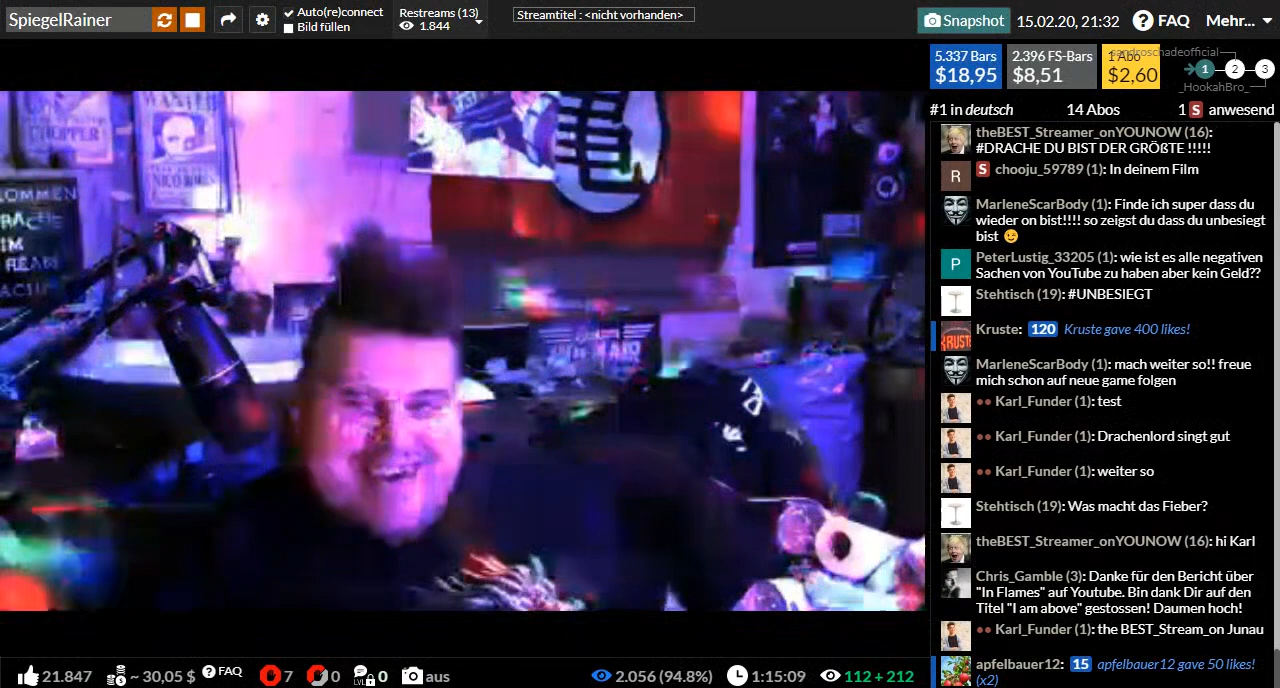 SpiegelRainer
Auto(re)connect
Bild füllen
Restreams (13)
1.844
Streamtitel : <nicht vorhanden>
Snapshot
15.02.20, 21:32
FAQ
Mehr...
5.337 Bars
$18,95
2.396 FS-Bars
$8,51
1 Abo
$2,60
sandroschadeofficial
1 2 3
_HookahBro_
#1 in deutsch
14 Abos
1 S anwesend
WANTED
CHOPPER
OMMEN
IM
亀
theBEST_Streamer_onYOUNOW (16):
#DRACHE DU BIST DER GRÖßTE !!!!!
R
S chooju_59789 (1): In deinem Film
MarleneScarBody (1): Finde ich super dass du
wieder on bist!!!! so zeigst du dass du unbesiegt
bist 😉
P
PeterLustig_33205 (1): wie ist es alle negativen
Sachen von YouTube zu haben aber kein Geld??
Stehtisch (19): #UNBESIEGT
KRUSTE
Kruste: 120 Kruste gave 400 likes!
MarleneScarBody (1): mach weiter so!! freue
mich schon auf neue game folgen
Karl_Funder (1): test
Karl_Funder (1): Drachenlord singt gut
Karl_Funder (1): weiter so
Stehtisch (19): Was macht das Fieber?
theBEST_Streamer_onYOUNOW (16): hi Karl
Chris_Gamble (3): Danke für den Bericht über
"In Flames" auf Youtube. Bin dank Dir auf den
Titel "I am above" gestossen! Daumen hoch!
Karl_Funder (1): the BEST_Stream_on Junau
apfelbauer12: 15 apfelbauer12 gave 50 likes!
(x2)
21.847
~ 30,05 $
FAQ
7
0
LVL
0
aus
2.056 (94.8%)
1:15:09
112 + 212